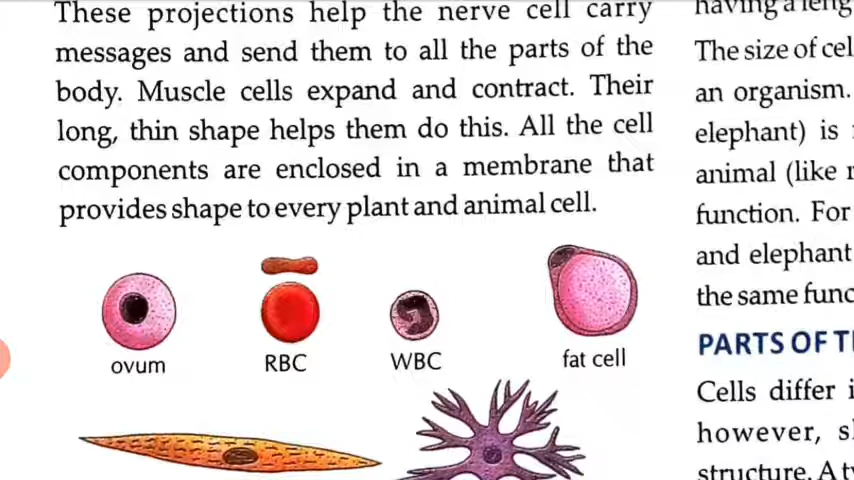 These projections help the nerve cell carry
messages and send them to all the parts of the
body. Muscle cells expand and contract. Their
long, thin shape helps them do this. All the cell
components are enclosed in a membrane that
provides shape to every plant and animal cell.
ovum
RBC
WBC
fat cell
having a
The size of
an organism.
elephant) is
animal (like
function. For
and elephant
the same
PARTS OF
Cells differ
however,
structure. A